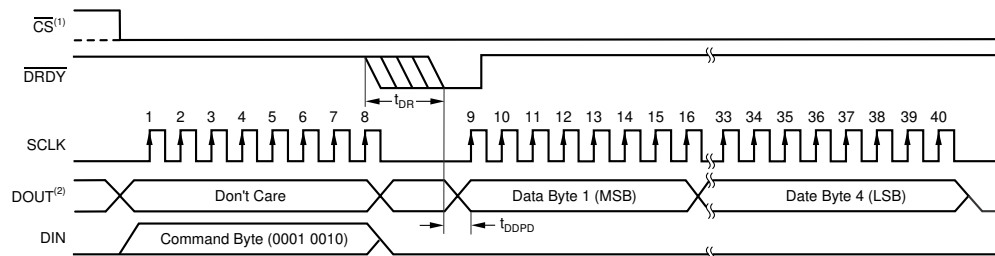 CS(1)
DRDY
tDR
1 2 3 4 5 6 7 8 9 10 11 12 13 14 15 16 33 34 35 36 37 38 39 40
SCLK
DOUT(2) Don't Care Data Byte 1 (MSB) Date Byte 4 (LSB)
tDDPD
DIN Command Byte (0001 0010)